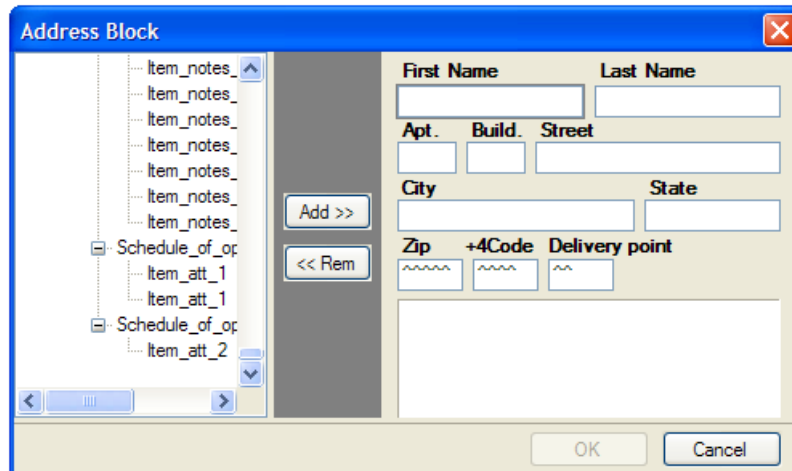 Address Block
Item_notes_
Item_notes_
Item_notes_
Item_notes_
Item_notes_
Item_notes_
Item_notes_
Schedule_of_op
Item_att_1
Item_att_1
Schedule_of_op
Item_att_2
Add >>
<< Rem
First Name Last Name
Apt. Build. Street
City State
Zip +4Code Delivery point
^^^^^ ^^^^ ^^
OK Cancel